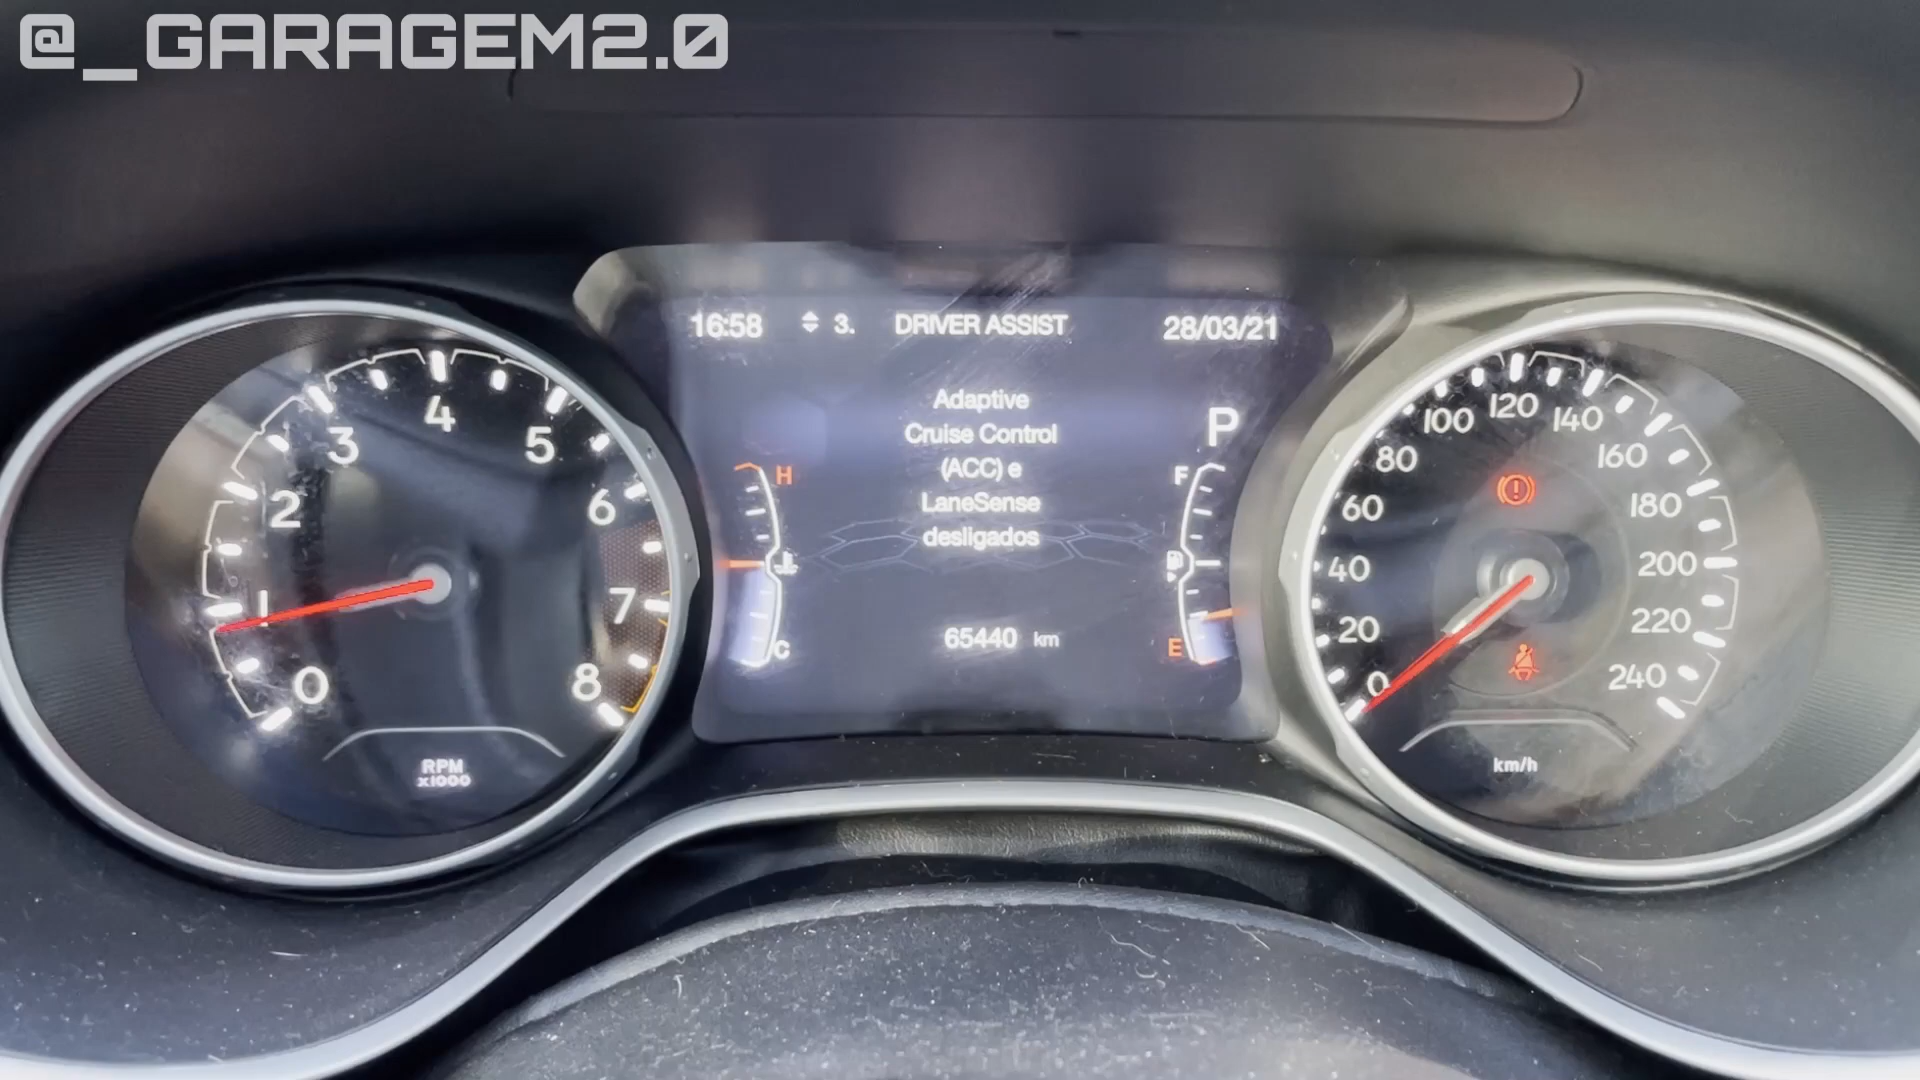 @_GARAGEM2.0
16:58 3. DRIVER ASSIST 28/03/21
Adaptive
Cruise Control
(ACC) e
LaneSense
desligados
P
H
C
F
E
65440 km
0
1
2
3
4
5
6
7
8
RPM
x1000
0
20
40
60
80
100
120
140
160
180
200
220
240
km/h